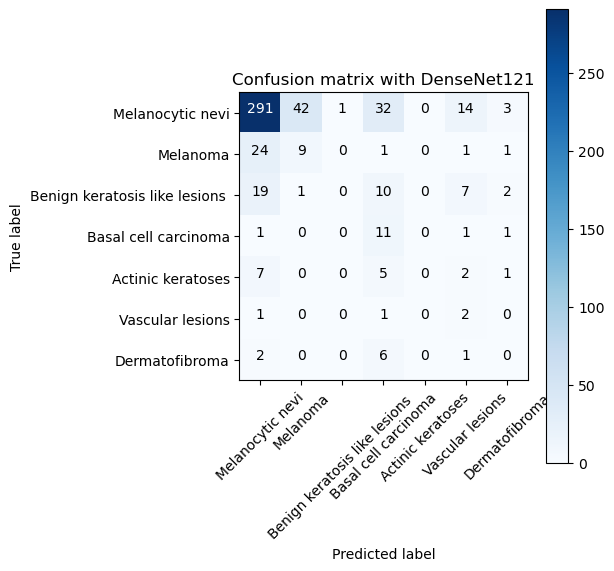 Confusion matrix with DenseNet121
True label
Melanocytic nevi 291 42 1 32 0 14 3
Melanoma 24 9 0 1 0 1 1
Benign keratosis like lesions 19 1 0 10 0 7 2
Basal cell carcinoma 1 0 0 11 0 1 1
Actinic keratoses 7 0 0 5 0 2 1
Vascular lesions 1 0 0 1 0 2 0
Dermatofibroma 2 0 0 6 0 1 0
Melanocytic nevi
Melanoma
Benign keratosis like lesions
Basal cell carcinoma
Actinic keratoses
Vascular lesions
Dermatofibroma
Predicted label
250
200
150
100
50
0